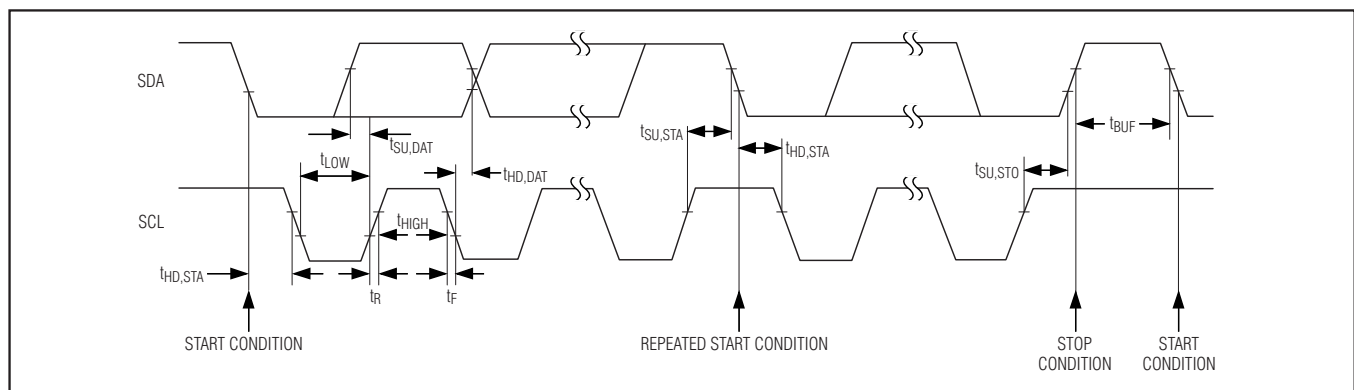 SDA
tSU,DAT
tLOW
tHD,DAT
tSU,STA
tHD,STA
tBUF
tSU,STO
SCL
tHIGH
tHD,STA
tR
tF
START CONDITION
REPEATED START CONDITION
STOP
CONDITION
START
CONDITION